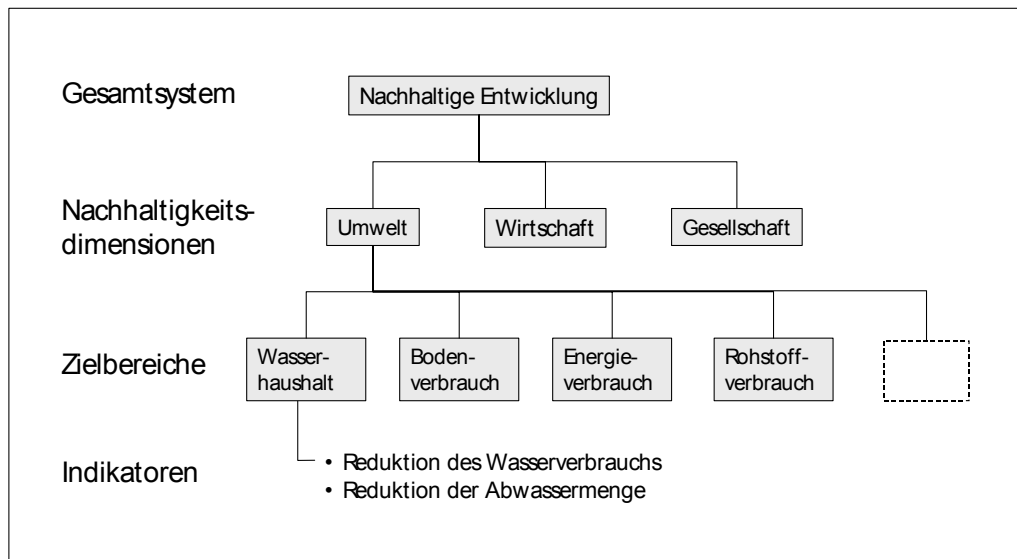 Gesamtsystem
Nachhaltige Entwicklung
Nachhaltigkeits-
dimensionen
Umwelt
Wirtschaft
Gesellschaft
Zielbereiche
Wasser-
haushalt
Boden-
verbrauch
Energie-
verbrauch
Rohstoff-
verbrauch
Indikatoren
• Reduktion des Wasserverbrauchs
• Reduktion der Abwassermenge